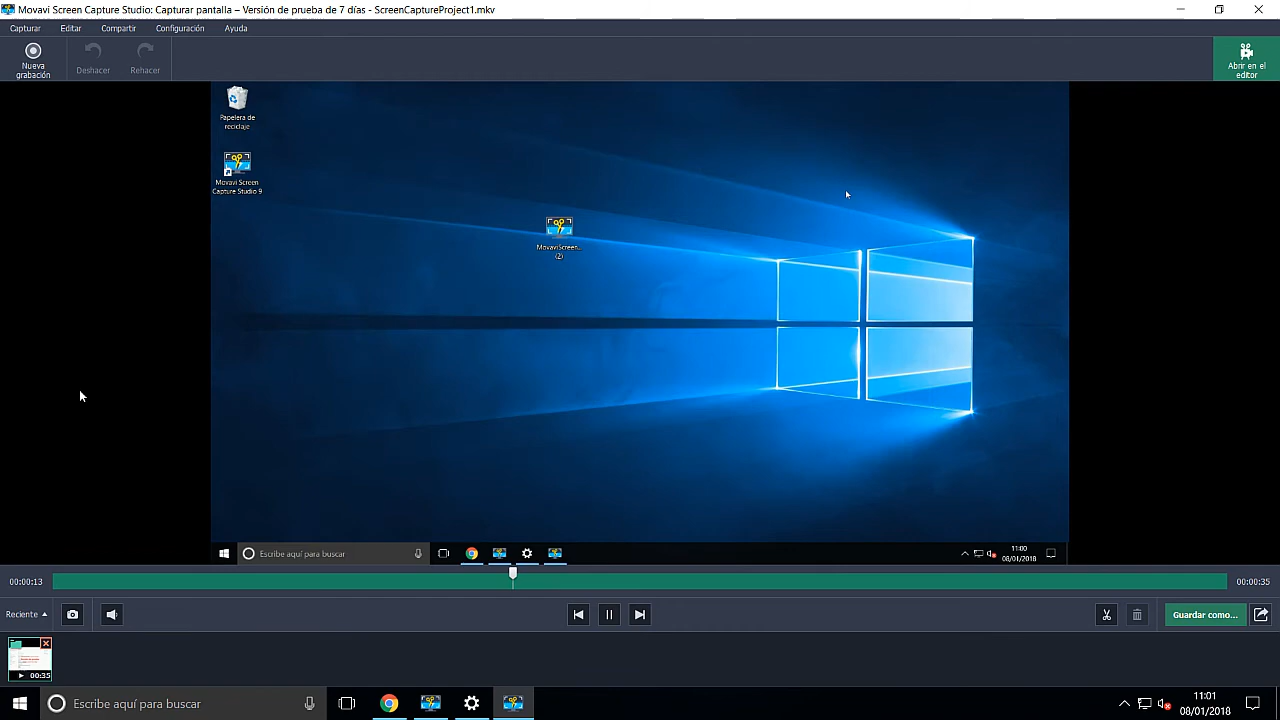 Movavi Screen Capture Studio: Capturar pantalla – Versión de prueba de 7 días - ScreenCaptureProject1.mkv
Capturar Editar Compartir Configuración Ayuda
Nueva
grabación
Deshacer
Rehacer
Abrir en el
editor
Papelera de
reciclaje
Movavi Screen
Capture Studio 9
MovaviScreen...
(2)
Escribe aquí para buscar
11:00
08/01/2018
00:00:13
00:00:35
Reciente
Guardar como...
00:35
Escribe aquí para buscar
11:01
08/01/2018